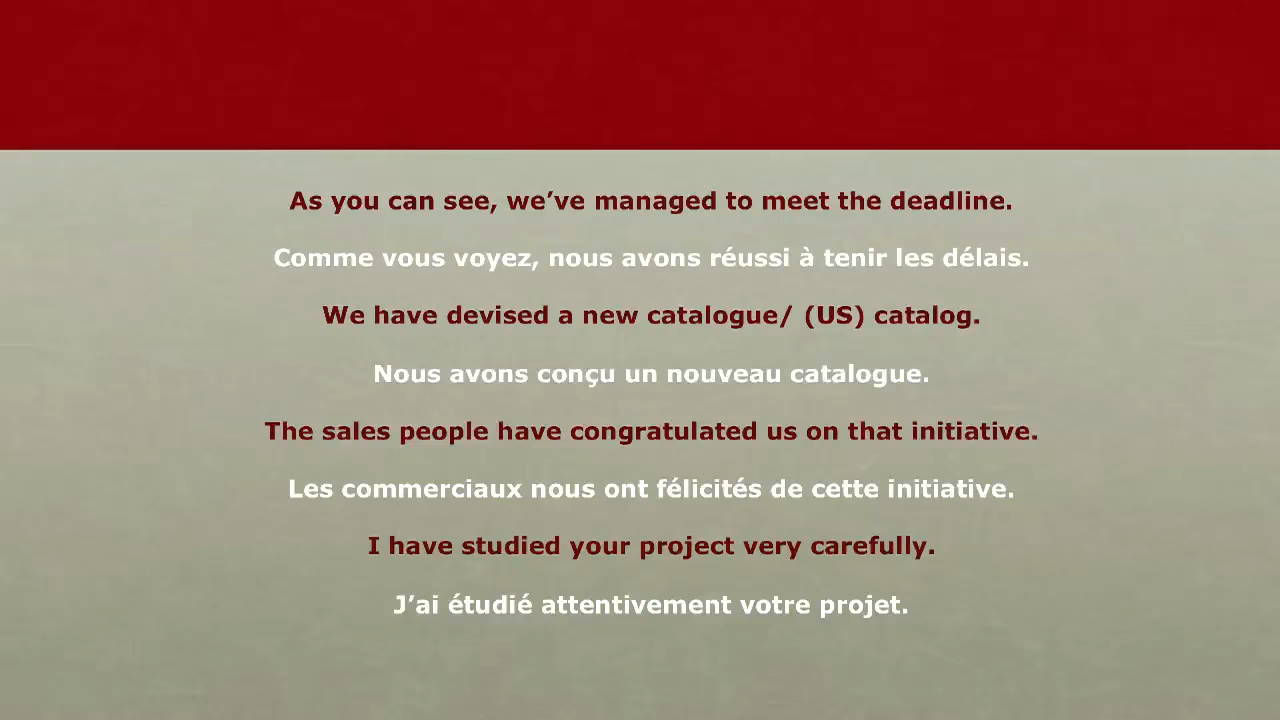 As you can see, we’ve managed to meet the deadline.
Comme vous voyez, nous avons réussi à tenir les délais.
We have devised a new catalogue/ (US) catalog.
Nous avons conçu un nouveau catalogue.
The sales people have congratulated us on that initiative.
Les commerciaux nous ont félicités de cette initiative.
I have studied your project very carefully.
J’ai étudié attentivement votre projet.